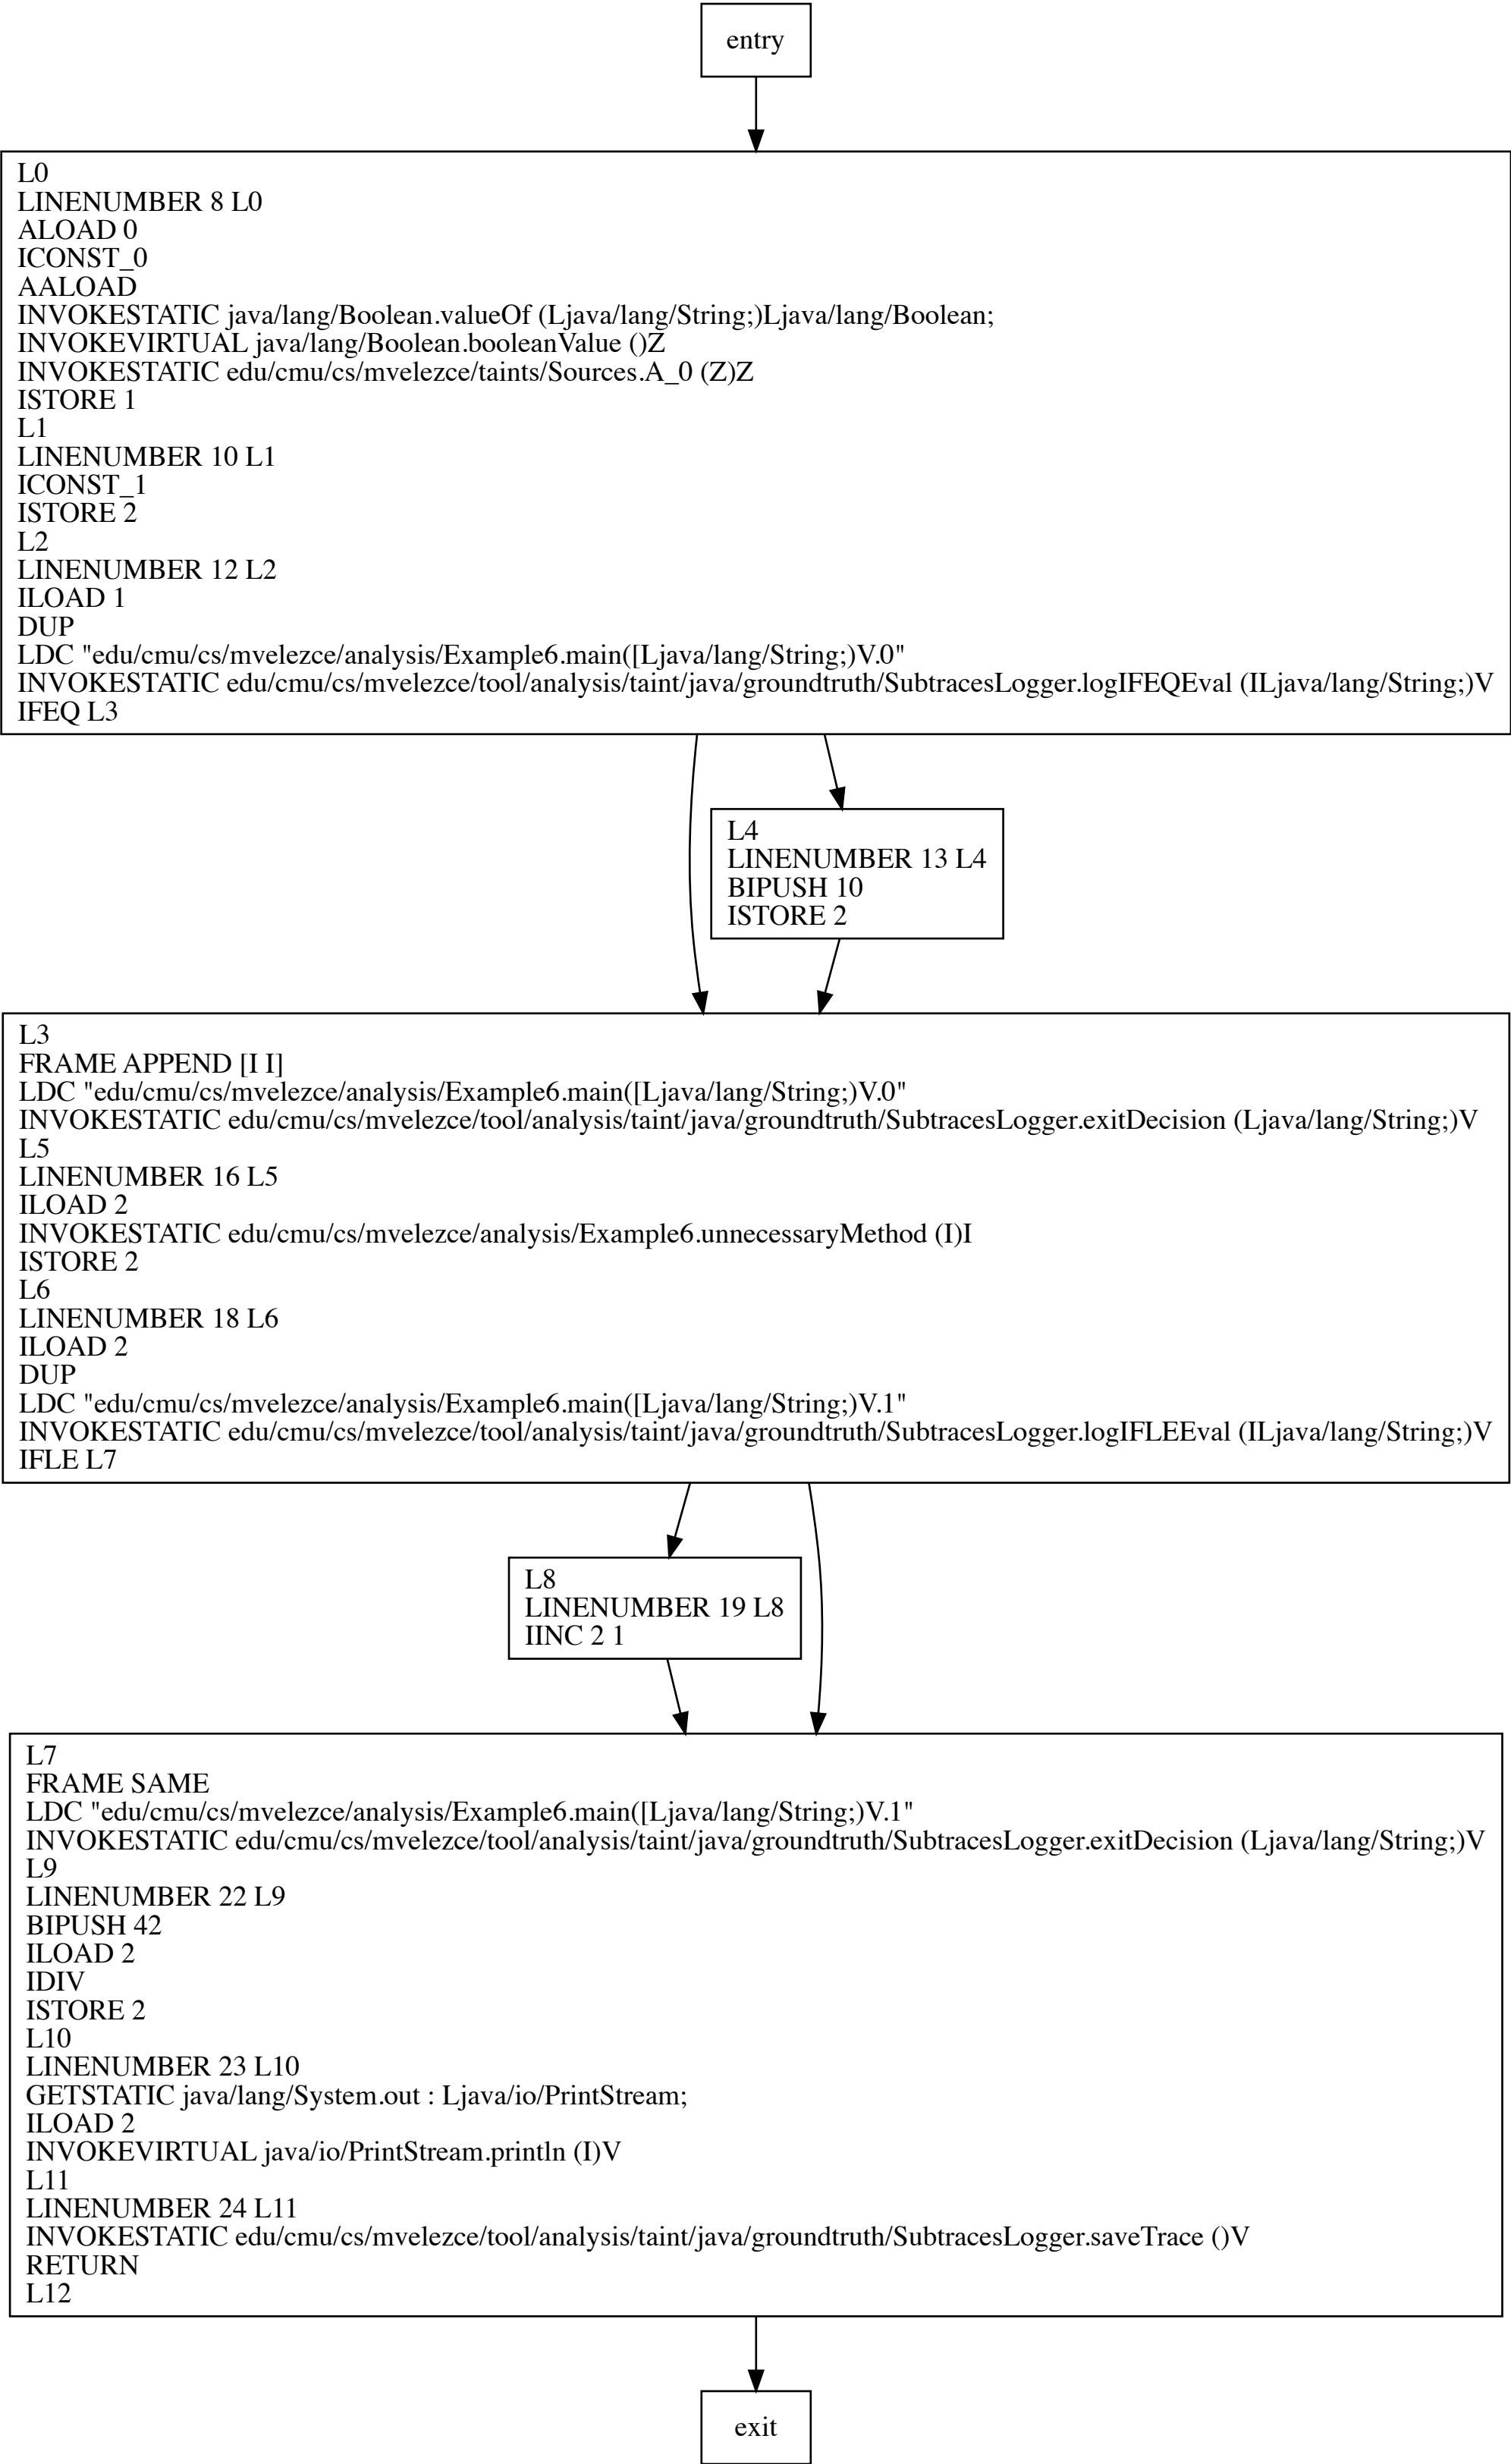 entry
L0
LINENUMBER 8 L0
ALOAD 0
ICONST_0
AALOAD
INVOKESTATIC java/lang/Boolean.valueOf (Ljava/lang/String;)Ljava/lang/Boolean;
INVOKEVIRTUAL java/lang/Boolean.booleanValue ()Z
INVOKESTATIC edu/cmu/cs/mvelezce/taints/Sources.A_0 (Z)Z
ISTORE 1
L1
LINENUMBER 10 L1
ICONST_1
ISTORE 2
L2
LINENUMBER 12 L2
ILOAD 1
DUP
LDC "edu/cmu/cs/mvelezce/analysis/Example6.main([Ljava/lang/String;)V.0"
INVOKESTATIC edu/cmu/cs/mvelezce/tool/analysis/taint/java/groundtruth/SubtracesLogger.logIFEQEval (ILjava/lang/String;)V
IFEQ L3
L4
LINENUMBER 13 L4
BIPUSH 10
ISTORE 2
L3
FRAME APPEND [I I]
LDC "edu/cmu/cs/mvelezce/analysis/Example6.main([Ljava/lang/String;)V.0"
INVOKESTATIC edu/cmu/cs/mvelezce/tool/analysis/taint/java/groundtruth/SubtracesLogger.exitDecision (Ljava/lang/String;)V
L5
LINENUMBER 16 L5
ILOAD 2
INVOKESTATIC edu/cmu/cs/mvelezce/analysis/Example6.unnecessaryMethod (I)I
ISTORE 2
L6
LINENUMBER 18 L6
ILOAD 2
DUP
LDC "edu/cmu/cs/mvelezce/analysis/Example6.main([Ljava/lang/String;)V.1"
INVOKESTATIC edu/cmu/cs/mvelezce/tool/analysis/taint/java/groundtruth/SubtracesLogger.logIFLEEval (ILjava/lang/String;)V
IFLE L7
L8
LINENUMBER 19 L8
IINC 2 1
L7
FRAME SAME
LDC "edu/cmu/cs/mvelezce/analysis/Example6.main([Ljava/lang/String;)V.1"
INVOKESTATIC edu/cmu/cs/mvelezce/tool/analysis/taint/java/groundtruth/SubtracesLogger.exitDecision (Ljava/lang/String;)V
L9
LINENUMBER 22 L9
BIPUSH 42
ILOAD 2
IDIV
ISTORE 2
L10
LINENUMBER 23 L10
GETSTATIC java/lang/System.out : Ljava/io/PrintStream;
ILOAD 2
INVOKEVIRTUAL java/io/PrintStream.println (I)V
L11
LINENUMBER 24 L11
INVOKESTATIC edu/cmu/cs/mvelezce/tool/analysis/taint/java/groundtruth/SubtracesLogger.saveTrace ()V
RETURN
L12
exit